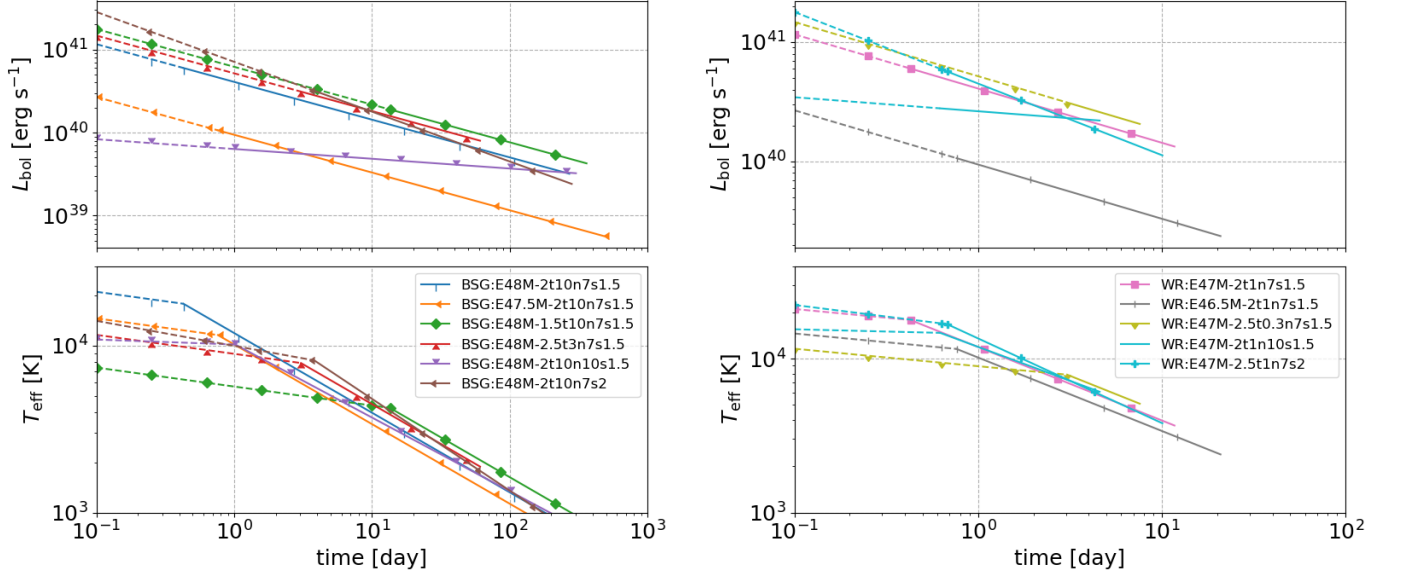 10^41
10^40
10^39
L_bol [erg s^−1]
10^41
10^40
L_bol [erg s^−1]
10^4
10^3
T_eff [K]
BSG:E48M-2t10n7s1.5
BSG:E47.5M-2t10n7s1.5
BSG:E48M-1.5t10n7s1.5
BSG:E48M-2.5t3n7s1.5
BSG:E48M-2t10n10s1.5
BSG:E48M-2t10n7s2
10^−1
10^0
10^1
10^2
10^3
time [day]
10^4
10^3
T_eff [K]
WR:E47M-2t1n7s1.5
WR:E46.5M-2t1n7s1.5
WR:E47M-2.5t0.3n7s1.5
WR:E47M-2t1n10s1.5
WR:E47M-2.5t1n7s2
10^−1
10^0
10^1
10^2
time [day]